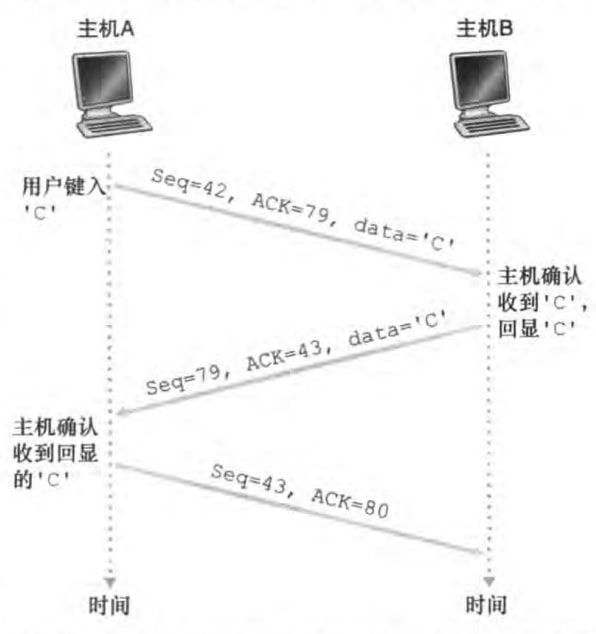 主机A
主机B
用户键入
'C'
Seq=42, ACK=79, data='C'
主机确认
收到'C',
回显'C'
Seq=79, ACK=43, data='C'
主机确认
收到回显
的'C'
Seq=43, ACK=80
时间
时间